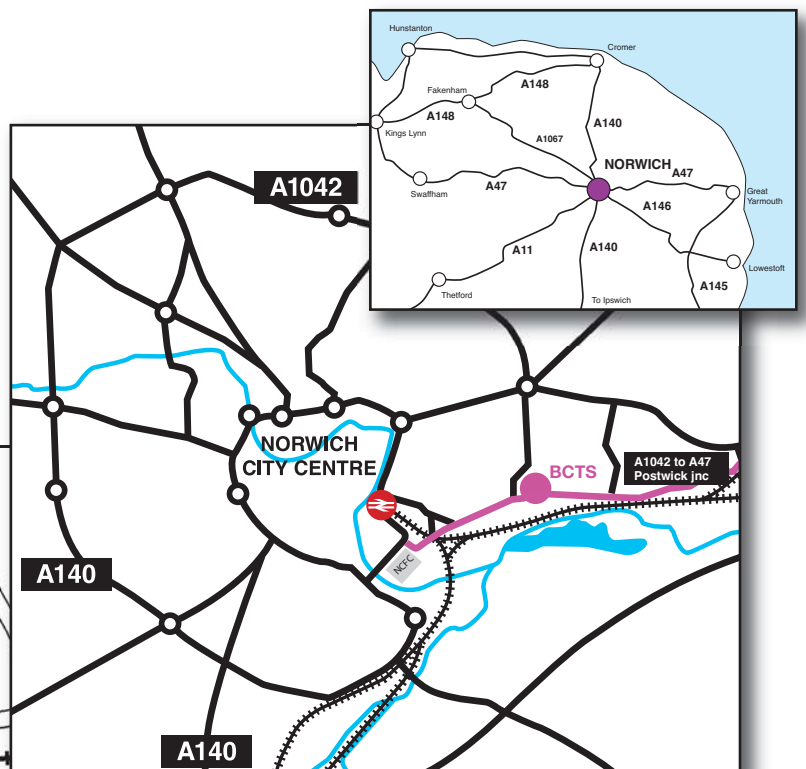 Hunstanton
Cromer
Fakenham
A148
A148
Kings Lynn
A1067
A140
NORWICH
A47
Swaffham
A47
A146
Great
Yarmouth
A11
A140
Lowestoft
Thetford
A145
To Ipswich
A1042
NORWICH
CITY CENTRE
BCTS
A1042 to A47
Postwick jnc
NCFC
A140
A140